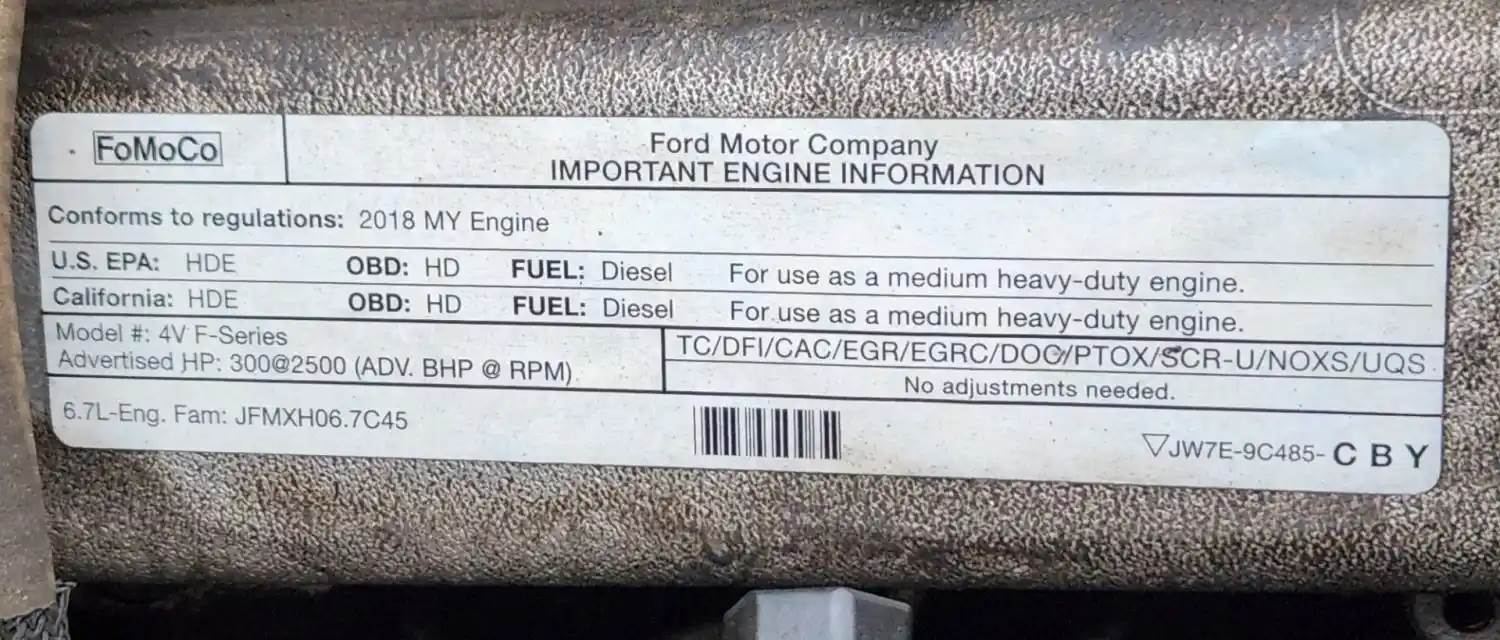 FoMoCo
Ford Motor Company
IMPORTANT ENGINE INFORMATION
Conforms to regulations: 2018 MY Engine
U.S. EPA: HDE OBD: HD FUEL: Diesel For use as a medium heavy-duty engine.
California: HDE OBD: HD FUEL: Diesel For use as a medium heavy-duty engine.
Model #: 4V F-Series
Advertised HP: 300@2500 (ADV. BHP @ RPM)
TC/DFI/CAC/EGR/EGRC/DOC/PTOX/SCR-U/NOXS/UQS
No adjustments needed.
6.7L-Eng. Fam: JFMXH06.7C45
▽JW7E-9C485- C B Y